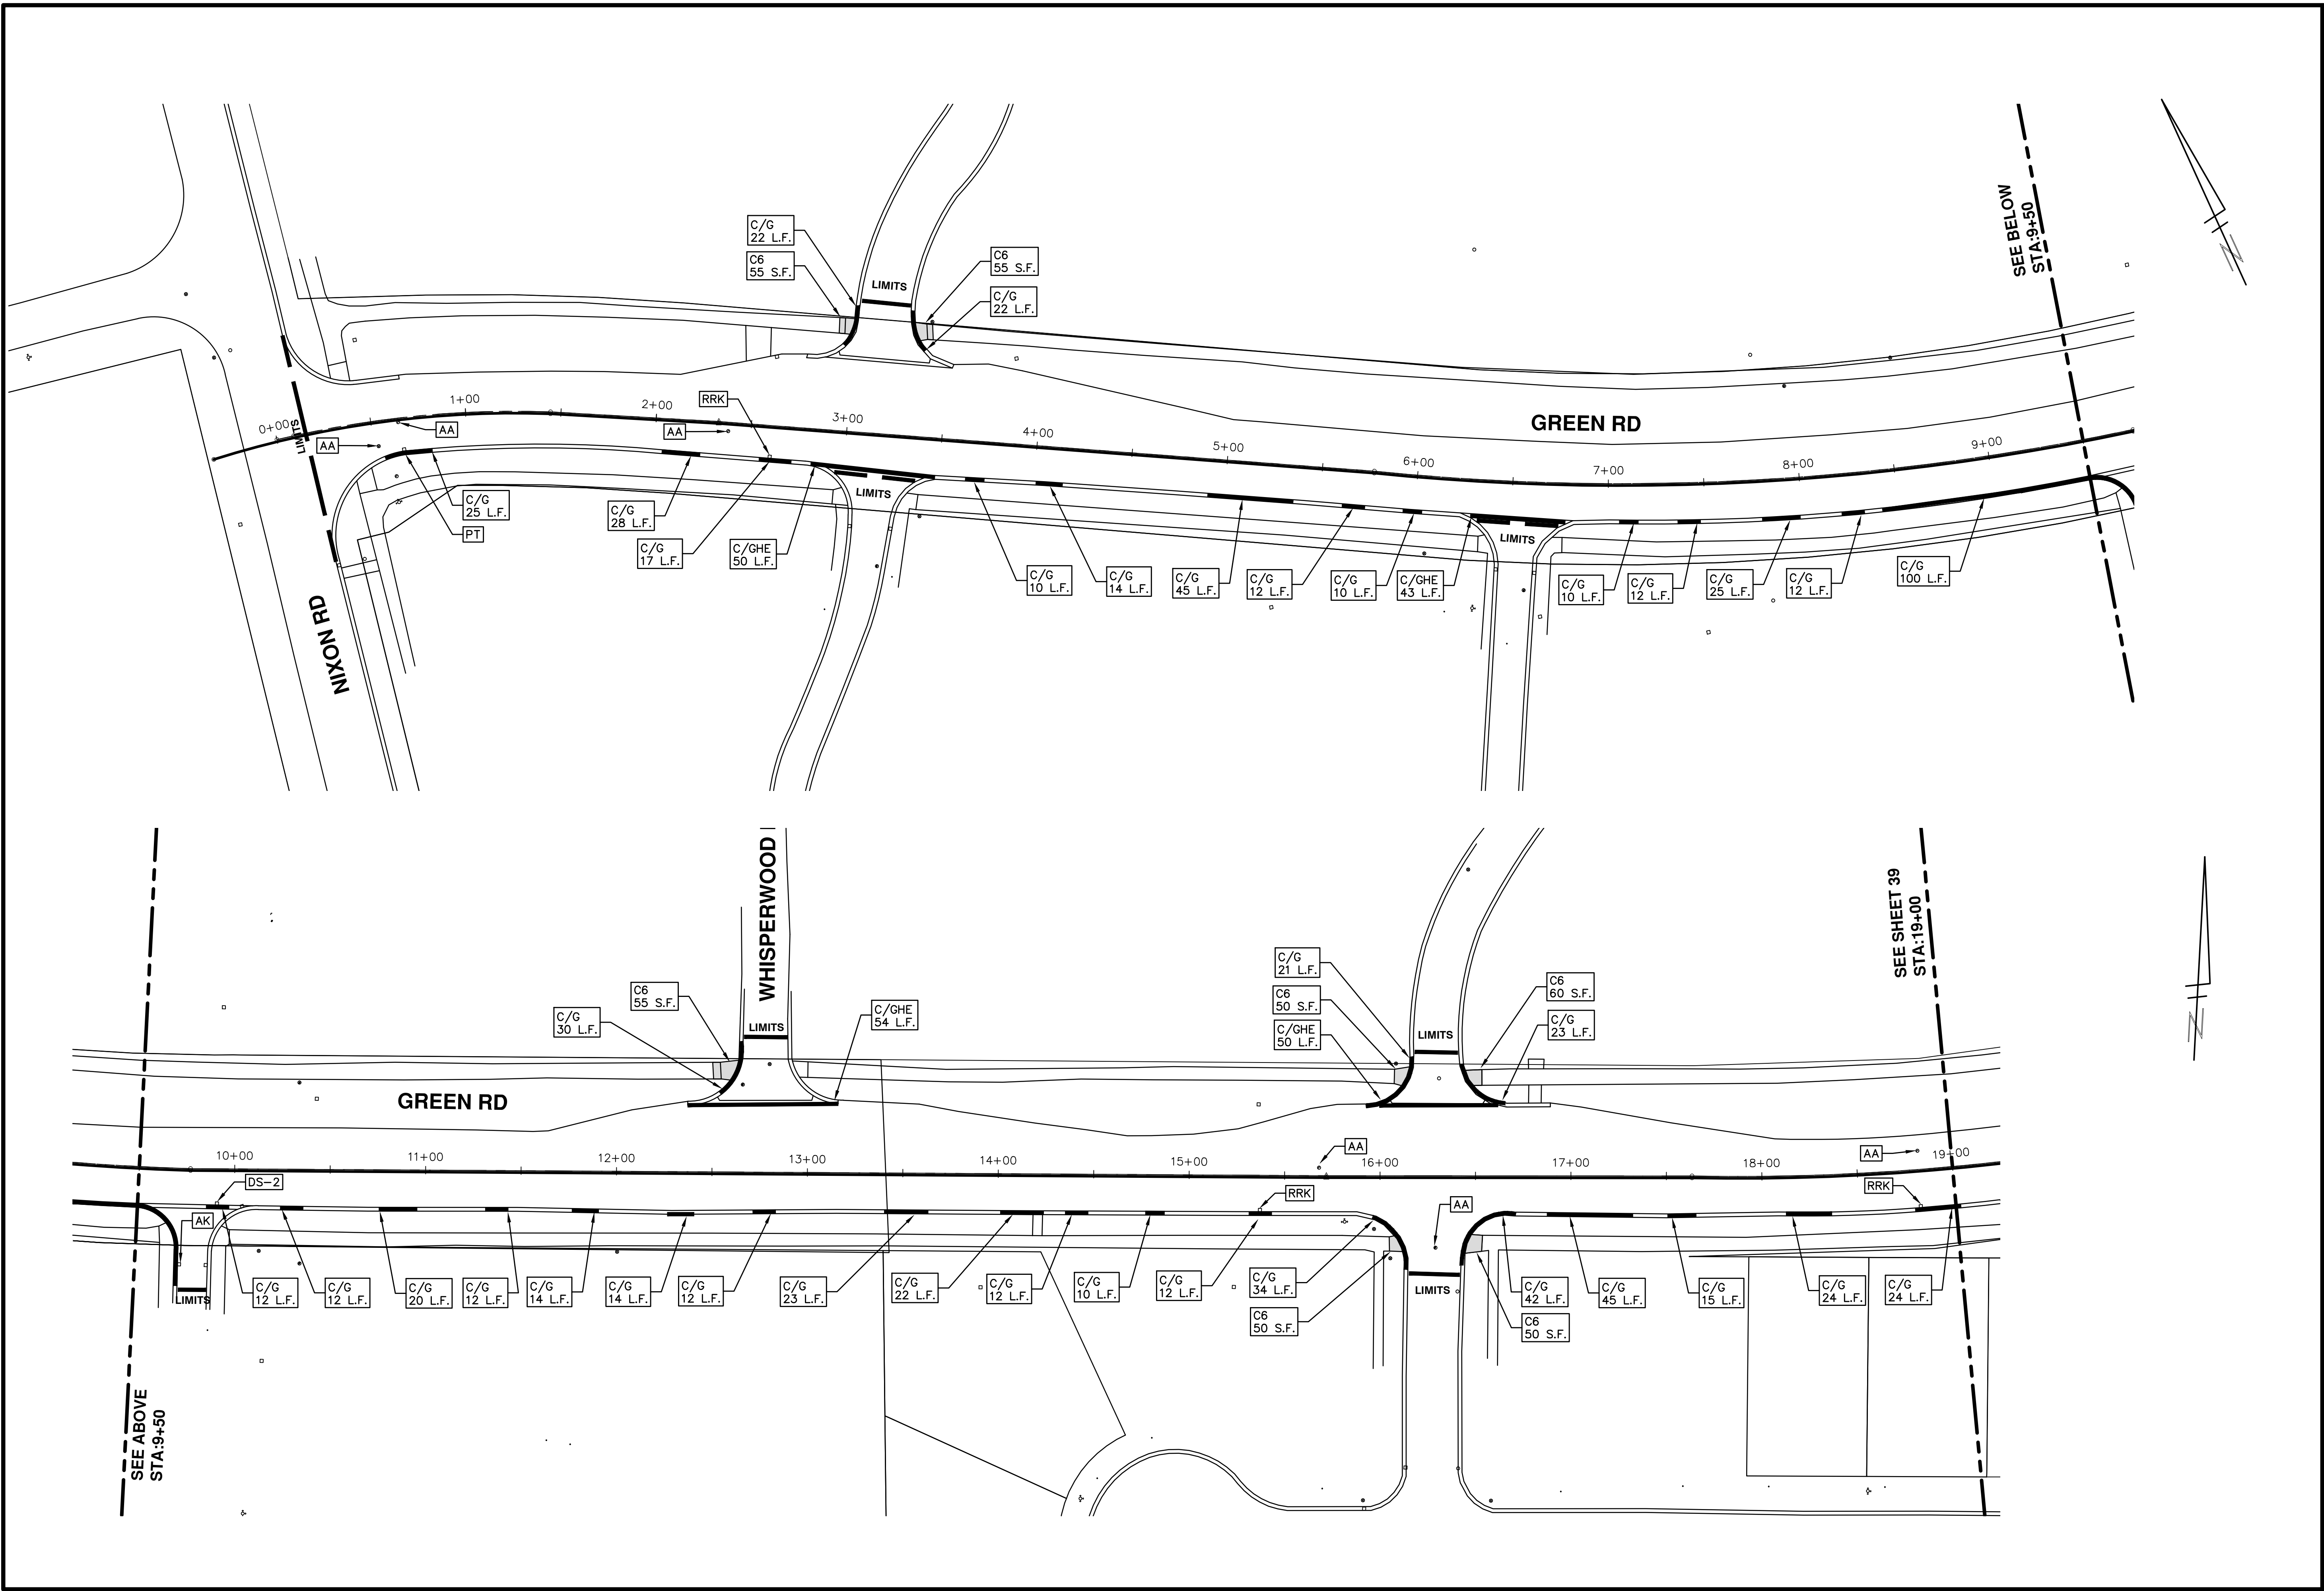 C/G
22 L.F.
C6
55 S.F.
LIMITS
C6
55 S.F.
C/G
22 L.F.
SEE BELOW
STA:9+50
N
0+00
1+00
2+00
3+00
4+00
5+00
6+00
7+00
8+00
9+00
GREEN RD
LIMITS
AA
AA
AA
RRK
C/G
25 L.F.
PT
C/G
28 L.F.
C/G
17 L.F.
C/GHE
50 L.F.
LIMITS
C/G
10 L.F.
C/G
14 L.F.
C/G
45 L.F.
C/G
12 L.F.
C/G
10 L.F.
C/GHE
43 L.F.
LIMITS
C/G
10 L.F.
C/G
12 L.F.
C/G
25 L.F.
C/G
12 L.F.
C/G
100 L.F.
NIXON RD
WHISPERWOOD
SEE SHEET 39
STA:19+00
N
C6
55 S.F.
C/G
30 L.F.
LIMITS
C/GHE
54 L.F.
C/G
21 L.F.
C6
50 S.F.
C/GHE
50 L.F.
LIMITS
C6
60 S.F.
C/G
23 L.F.
GREEN RD
10+00
11+00
12+00
13+00
14+00
15+00
16+00
17+00
18+00
19+00
AA
AA
DS-2
AK
RRK
AA
RRK
LIMITS
C/G
12 L.F.
C/G
12 L.F.
C/G
20 L.F.
C/G
12 L.F.
C/G
14 L.F.
C/G
14 L.F.
C/G
12 L.F.
C/G
23 L.F.
C/G
22 L.F.
C/G
12 L.F.
C/G
10 L.F.
C/G
12 L.F.
C/G
34 L.F.
C6
50 S.F.
LIMITS
C/G
42 L.F.
C6
50 S.F.
C/G
45 L.F.
C/G
15 L.F.
C/G
24 L.F.
C/G
24 L.F.
SEE ABOVE
STA:9+50